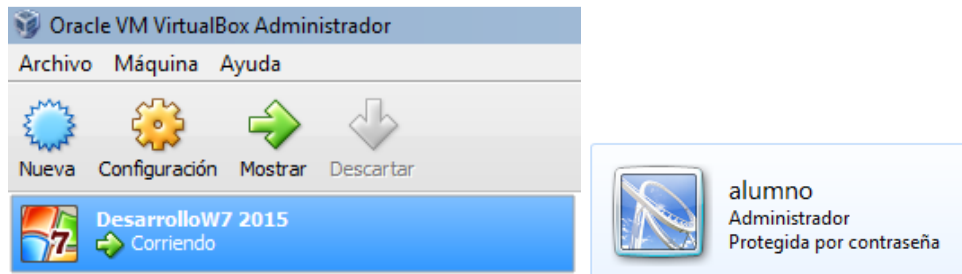 Oracle VM VirtualBox Administrador
Archivo Máquina Ayuda
Nueva Configuración Mostrar Descartar
7
DesarrolloW7 2015
Corriendo
alumno
Administrador
Protegida por contraseña